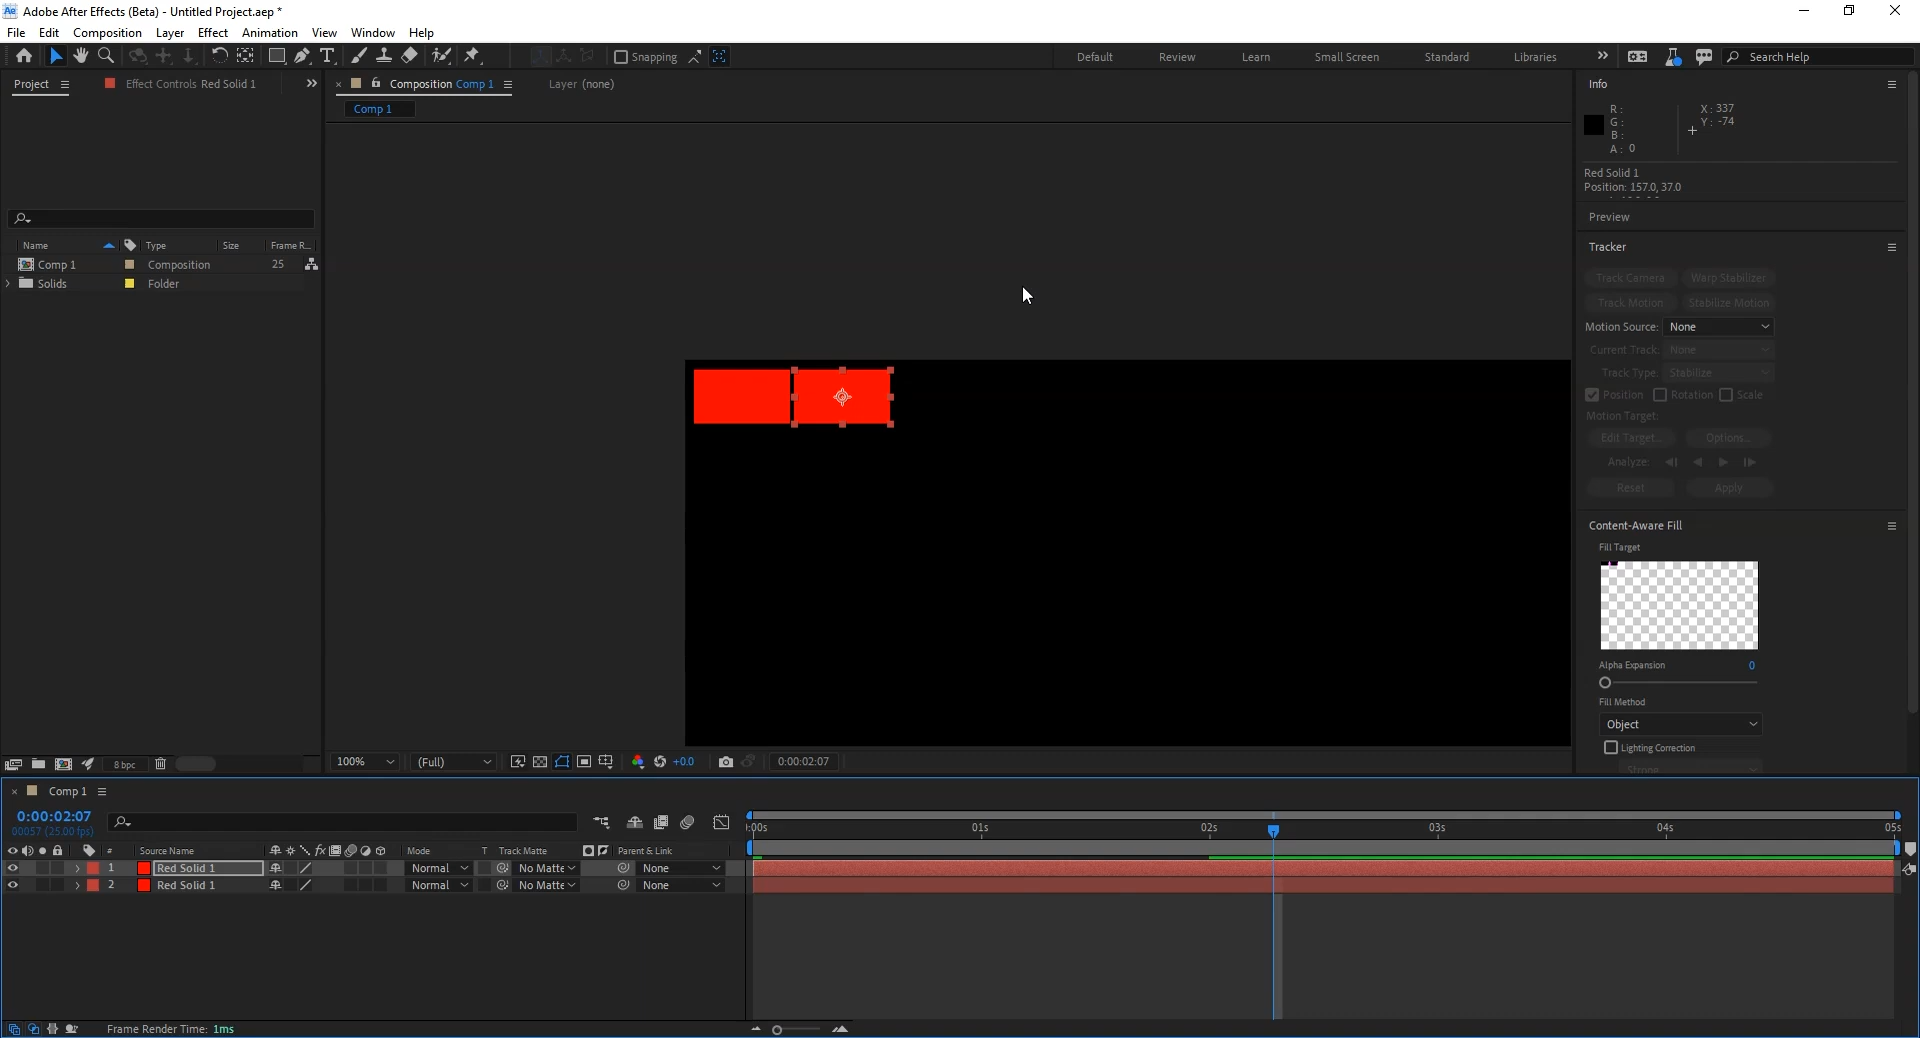 Adobe After Effects (Beta) - Untitled Project.aep *
File Edit Composition Layer Effect Animation View Window Help
Snapping Default Review Learn Small Screen Standard Libraries Search Help
Project Effect Controls Red Solid 1
Composition Comp 1 Layer (none)
Comp 1
Name Type Size Frame R...
Comp 1 Composition 25
Solids Folder
8 bpc
100% (Full) +0.0 0:00:02:07
Info
R: X: 337
G: Y: -74
B:
A: 0
Red Solid 1
Position: 157.0, 37.0
Preview
Tracker
Track Camera Warp Stabilizer
Track Motion Stabilize Motion
Motion Source: None
Current Track: None
Track Type: Stabilize
Position Rotation Scale
Motion Target:
Edit Target... Options...
Analyze:
Reset Apply
Content-Aware Fill
Fill Target
Alpha Expansion 0
Fill Method
Object
Lighting Correction
Strong
Comp 1
0:00:02:07
00057 (25.00 fps)
:00s 01s 02s 03s 04s 05s
# Source Name fx Mode T Track Matte Parent & Link
1 Red Solid 1 Normal No Matte None
2 Red Solid 1 Normal No Matte None
Frame Render Time: 1ms